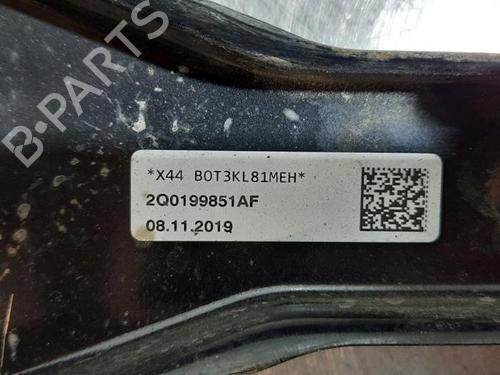 B-PARTS
*X44 B0T3KL81MEH*
2Q0199851AF
08.11.2019